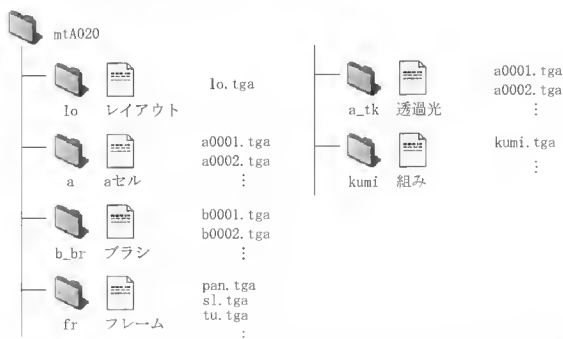 mtA020
lo レイアウト lo.tga
a aセル a0001.tga
a0002.tga
⋮
b_br ブラシ b0001.tga
b0002.tga
⋮
fr フレーム pan.tga
sl.tga
tu.tga
⋮
a_tk 透過光 a0001.tga
a0002.tga
⋮
kumi 組み kumi.tga
⋮